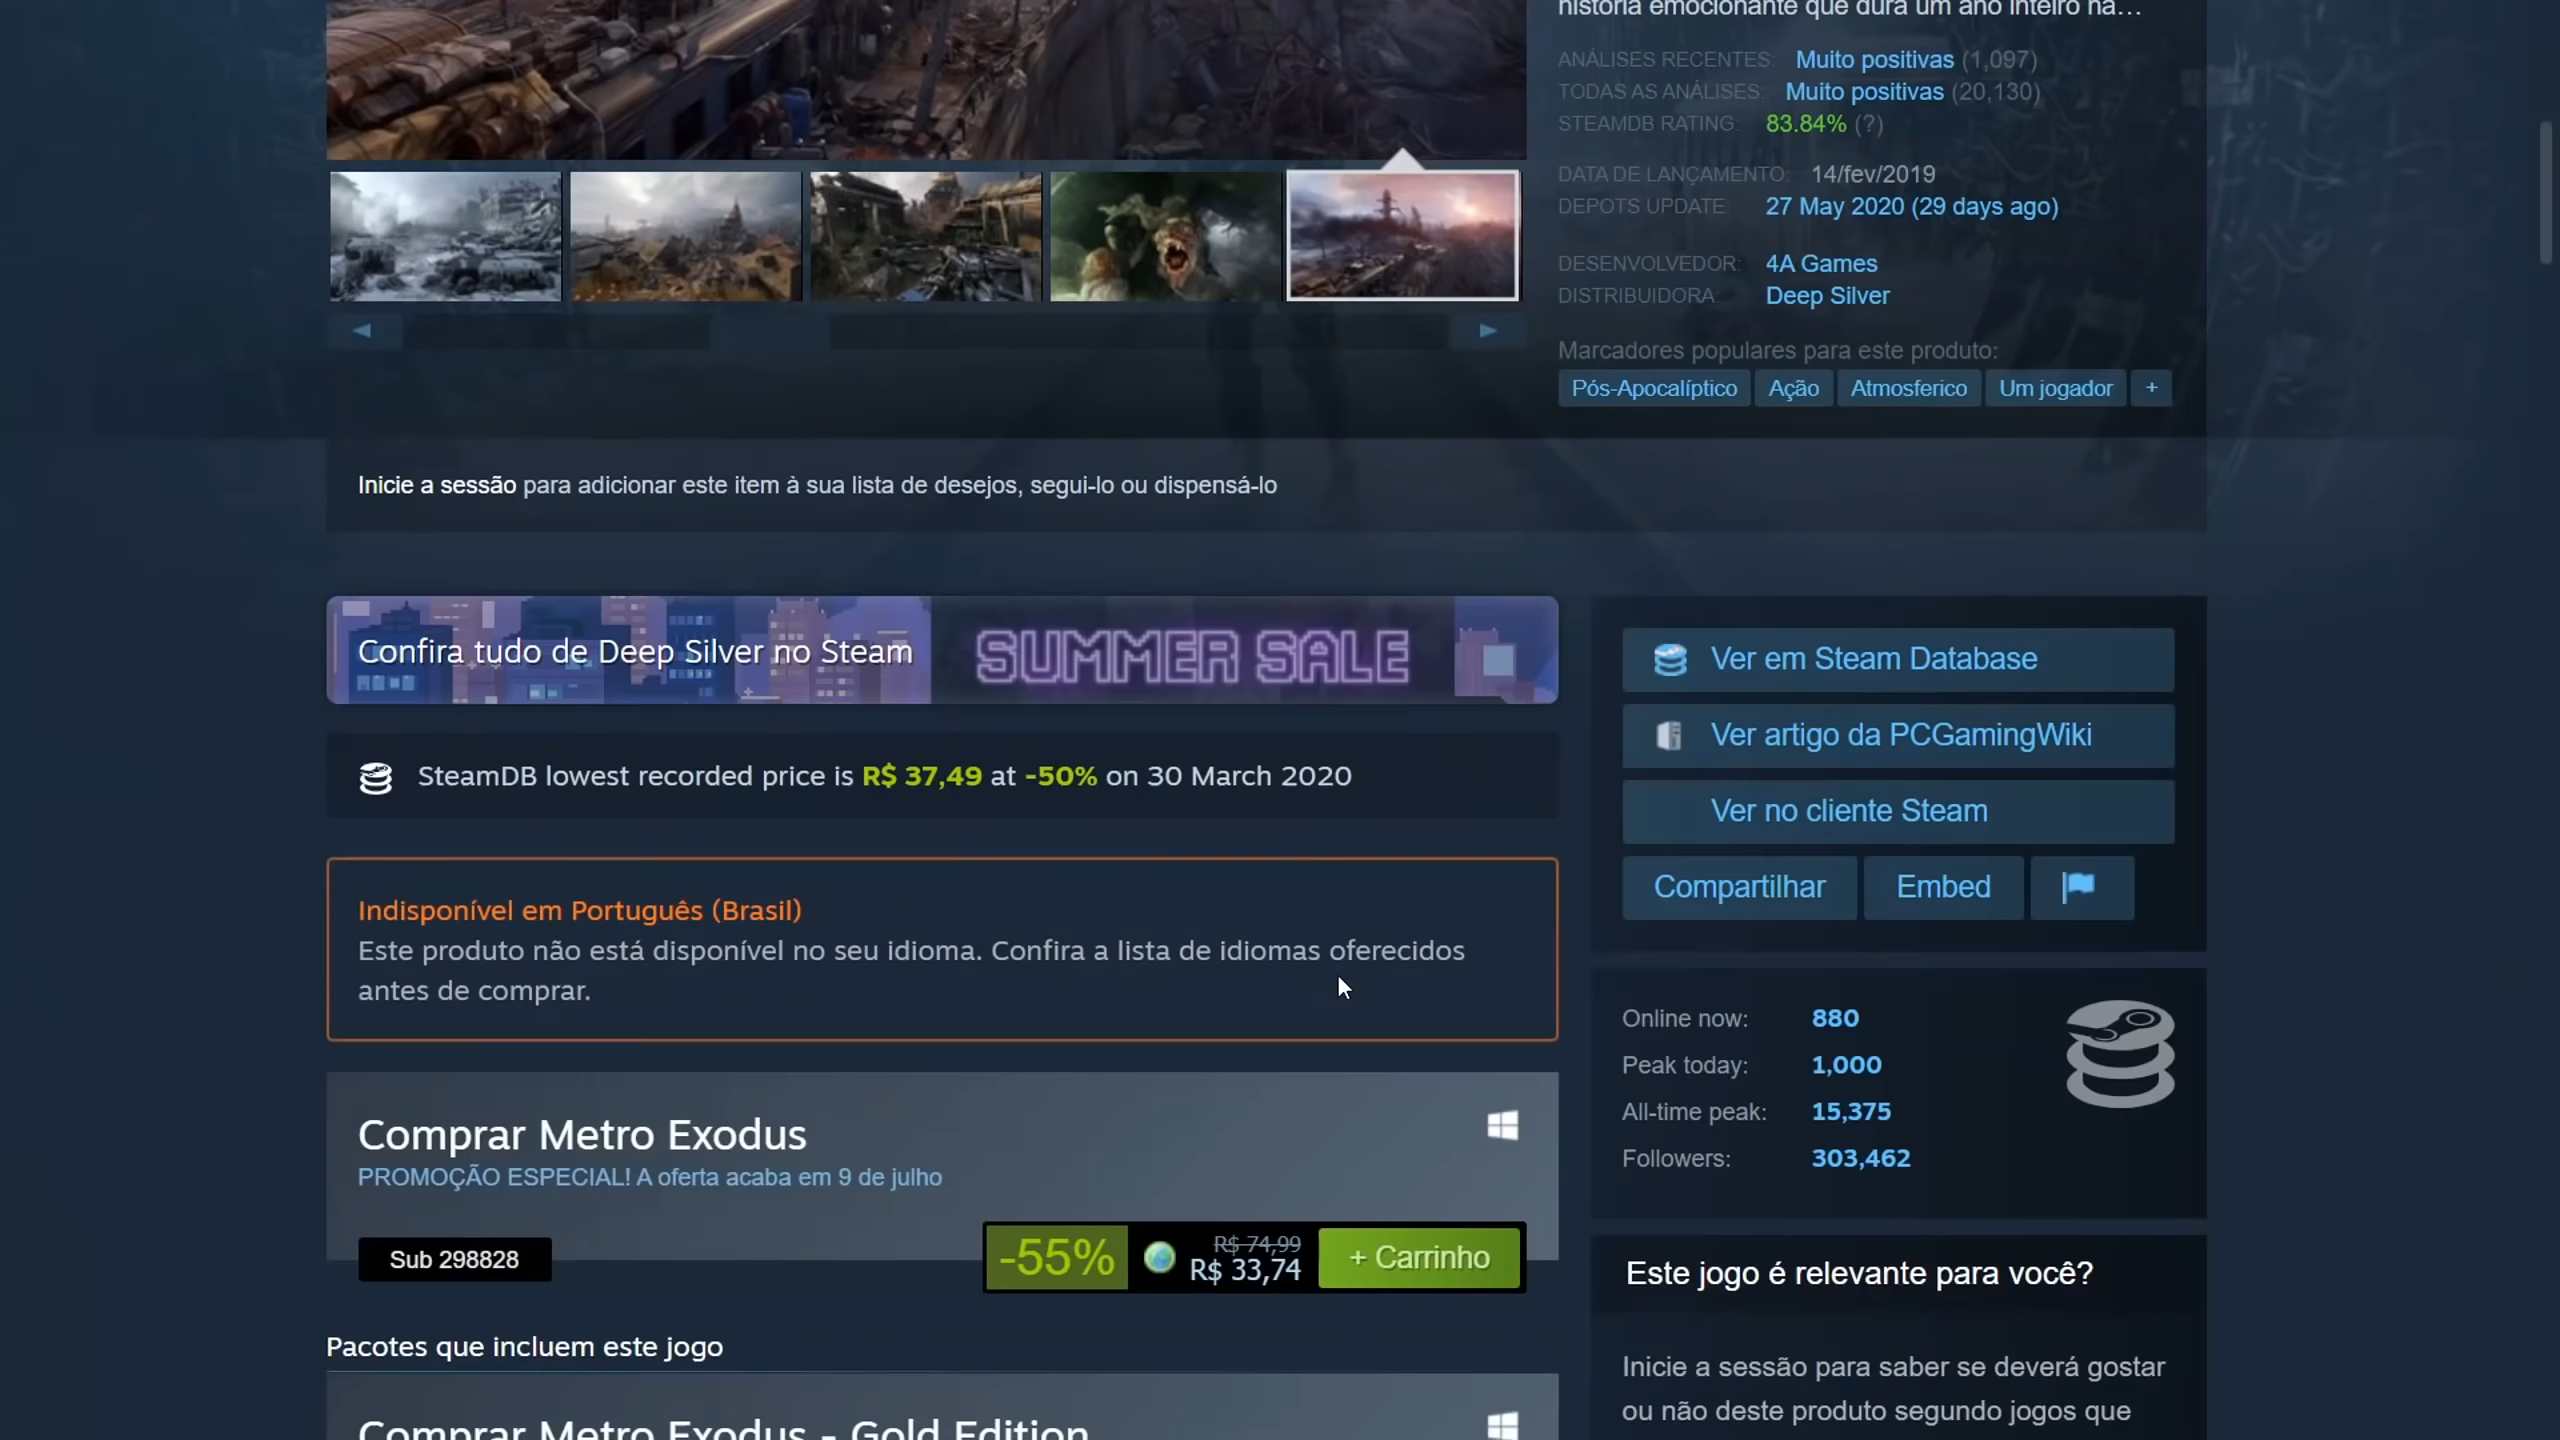 história emocionante que dura um ano inteiro na…
ANÁLISES RECENTES: Muito positivas (1,097)
TODAS AS ANÁLISES: Muito positivas (20,130)
STEAMDB RATING: 83.84% (?)
DATA DE LANÇAMENTO: 14/fev/2019
DEPOTS UPDATE: 27 May 2020 (29 days ago)
DESENVOLVEDOR: 4A Games
DISTRIBUIDORA: Deep Silver
Marcadores populares para este produto:
Pós-Apocalíptico Ação Atmosferico Um jogador +
Inicie a sessão para adicionar este item à sua lista de desejos, segui-lo ou dispensá-lo
Confira tudo de Deep Silver no Steam SUMMER SALE
SteamDB lowest recorded price is R$ 37,49 at -50% on 30 March 2020
Indisponível em Português (Brasil)
Este produto não está disponível no seu idioma. Confira a lista de idiomas oferecidos
antes de comprar.
Comprar Metro Exodus
PROMOÇÃO ESPECIAL! A oferta acaba em 9 de julho
Sub 298828
-55% R$ 74,99
R$ 33,74
+ Carrinho
Pacotes que incluem este jogo
Comprar Metro Exodus - Gold Edition
Ver em Steam Database
Ver artigo da PCGamingWiki
Ver no cliente Steam
Compartilhar Embed
Online now: 880
Peak today: 1,000
All-time peak: 15,375
Followers: 303,462
Este jogo é relevante para você?
Inicie a sessão para saber se deverá gostar
ou não deste produto segundo jogos que